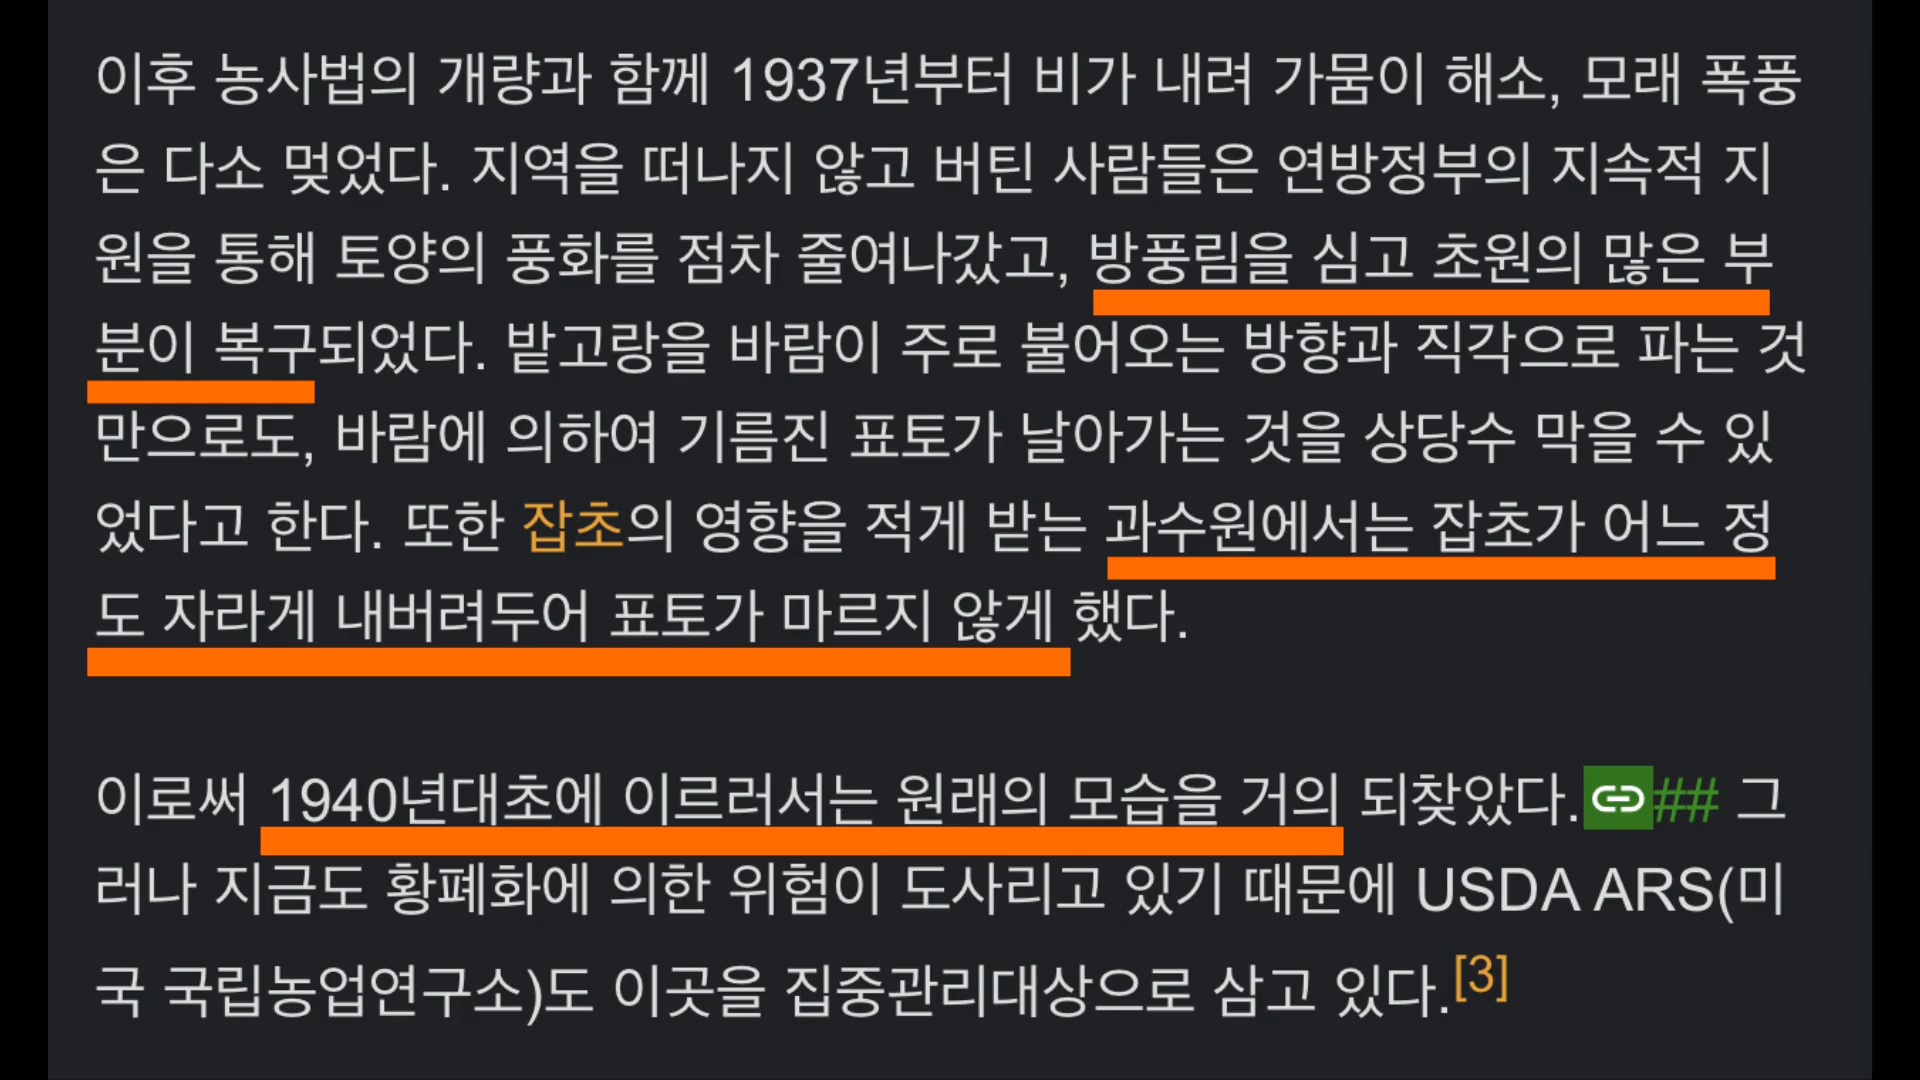 이후 농사법의 개량과 함께 1937년부터 비가 내려 가뭄이 해소, 모래 폭풍
은 다소 멎었다. 지역을 떠나지 않고 버틴 사람들은 연방정부의 지속적 지
원을 통해 토양의 풍화를 점차 줄여나갔고, 방풍림을 심고 초원의 많은 부
분이 복구되었다. 밭고랑을 바람이 주로 불어오는 방향과 직각으로 파는 것
만으로도, 바람에 의하여 기름진 표토가 날아가는 것을 상당수 막을 수 있
었다고 한다. 또한 잡초의 영향을 적게 받는 과수원에서는 잡초가 어느 정
도 자라게 내버려두어 표토가 마르지 않게 했다.
이로써 1940년대초에 이르러서는 원래의 모습을 거의 되찾았다.## 그
러나 지금도 황폐화에 의한 위험이 도사리고 있기 때문에 USDA ARS(미
국 국립농업연구소)도 이곳을 집중관리대상으로 삼고 있다.[3]